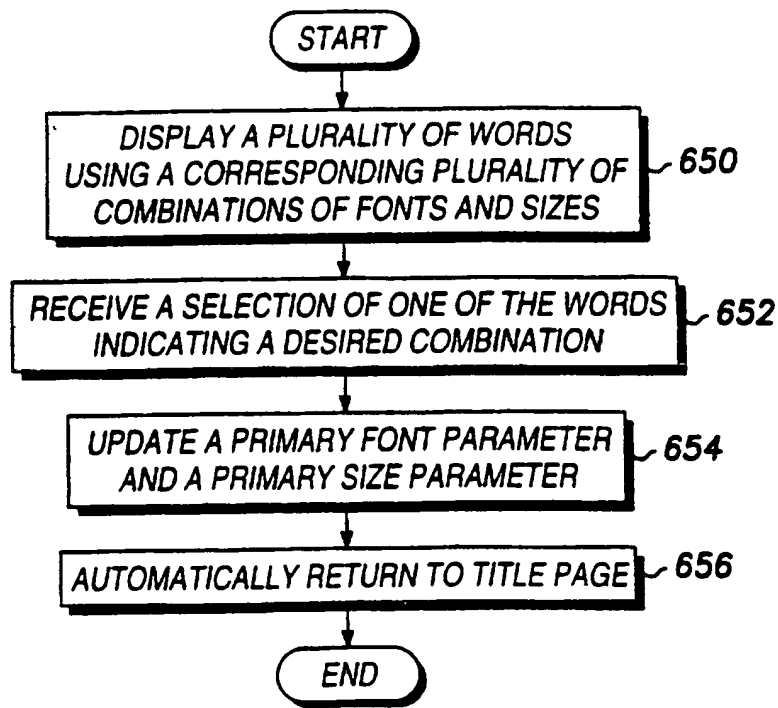 START
DISPLAY A PLURALITY OF WORDS
USING A CORRESPONDING PLURALITY OF
COMBINATIONS OF FONTS AND SIZES
650
RECEIVE A SELECTION OF ONE OF THE WORDS
INDICATING A DESIRED COMBINATION
652
UPDATE A PRIMARY FONT PARAMETER
AND A PRIMARY SIZE PARAMETER
654
AUTOMATICALLY RETURN TO TITLE PAGE
656
END